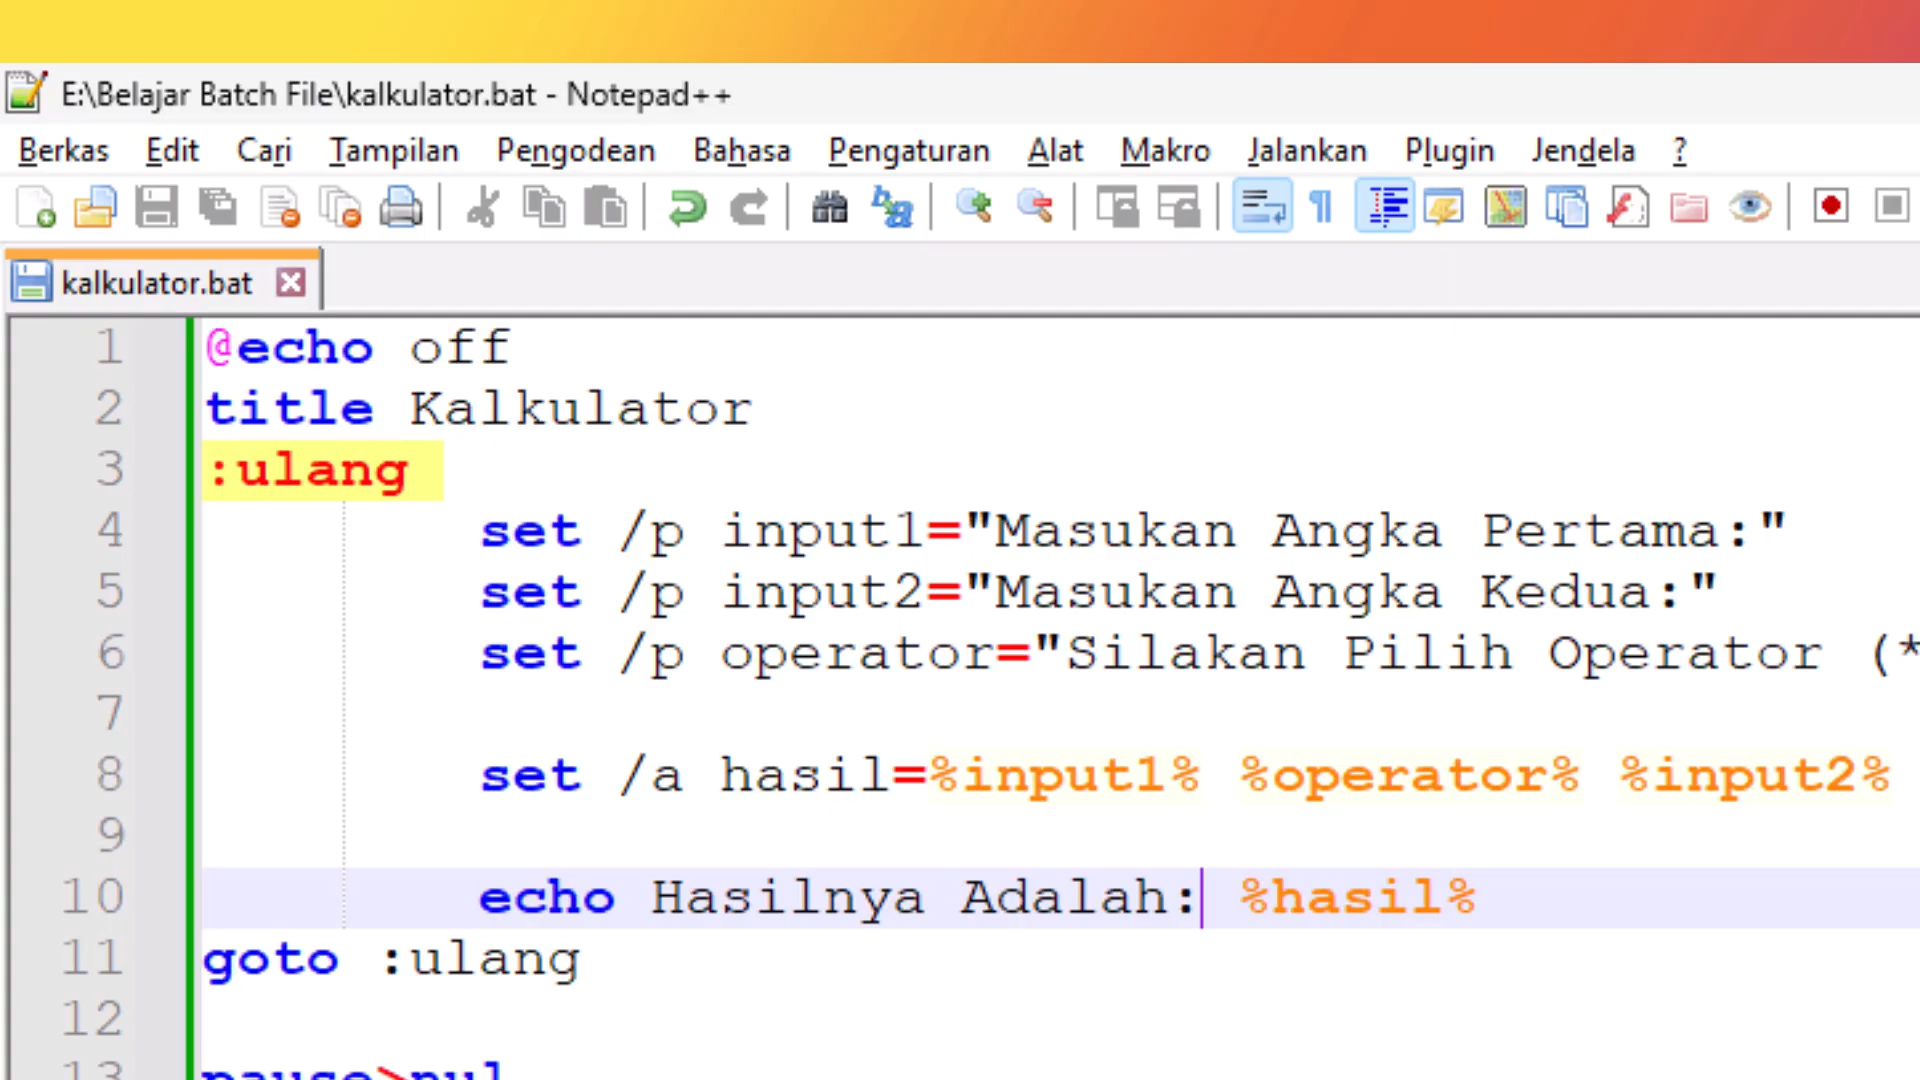 E:\Belajar Batch File\kalkulator.bat - Notepad++
Berkas Edit Cari Tampilan Pengodean Bahasa Pengaturan Alat Makro Jalankan Plugin Jendela ?
kalkulator.bat
1 @echo off
2 title Kalkulator
3 :ulang
4 set /p input1="Masukan Angka Pertama:"
5 set /p input2="Masukan Angka Kedua:"
6 set /p operator="Silakan Pilih Operator (*
7
8 set /a hasil=%input1% %operator% %input2%
9
10 echo Hasilnya Adalah: %hasil%
11 goto :ulang
12
13 pause>nul